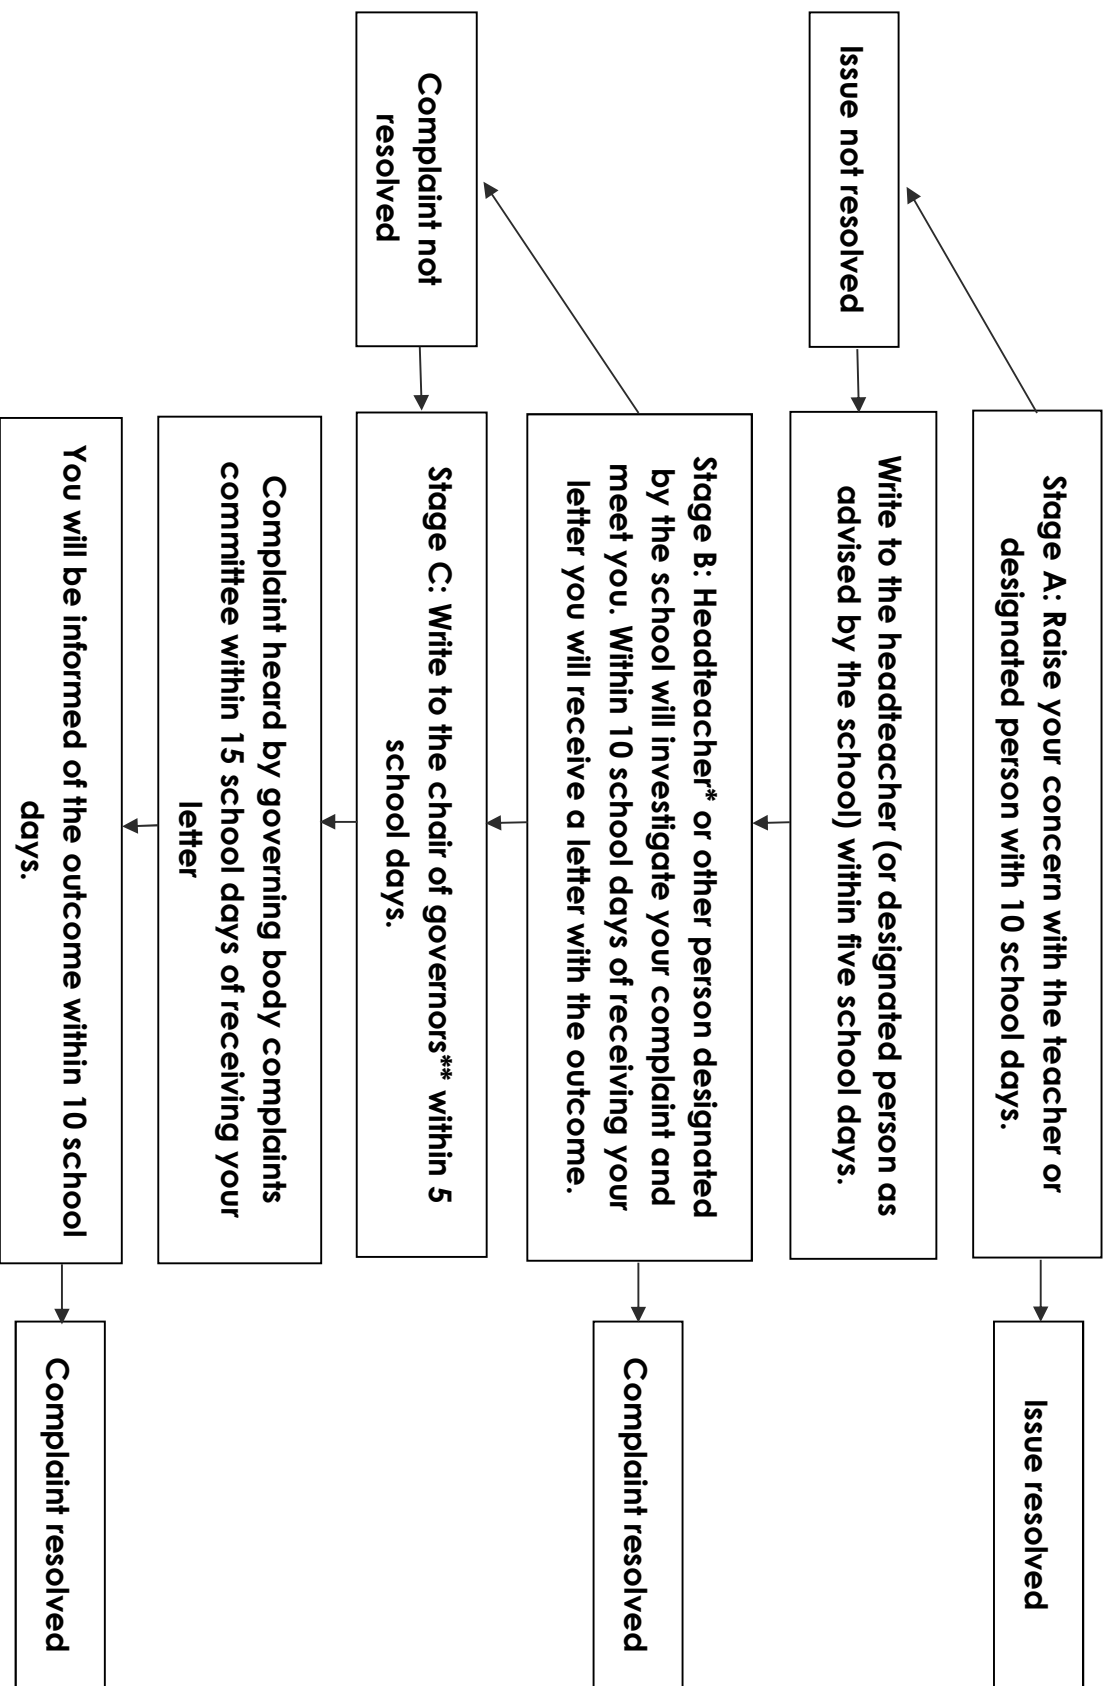 Stage A: Raise your concern with the teacher or
designated person with 10 school days.
Issue resolved
Issue not resolved
Write to the headteacher (or designated person as
advised by the school) within five school days.
Stage B: Headteacher* or other person designated
by the school will investigate your complaint and
meet you. Within 10 school days of receiving your
letter you will receive a letter with the outcome.
Complaint resolved
Complaint not
resolved
Stage C: Write to the chair of governors** within 5
school days.
Complaint heard by governing body complaints
committee within 15 school days of receiving your
letter
You will be informed of the outcome within 10 school
days.
Complaint resolved